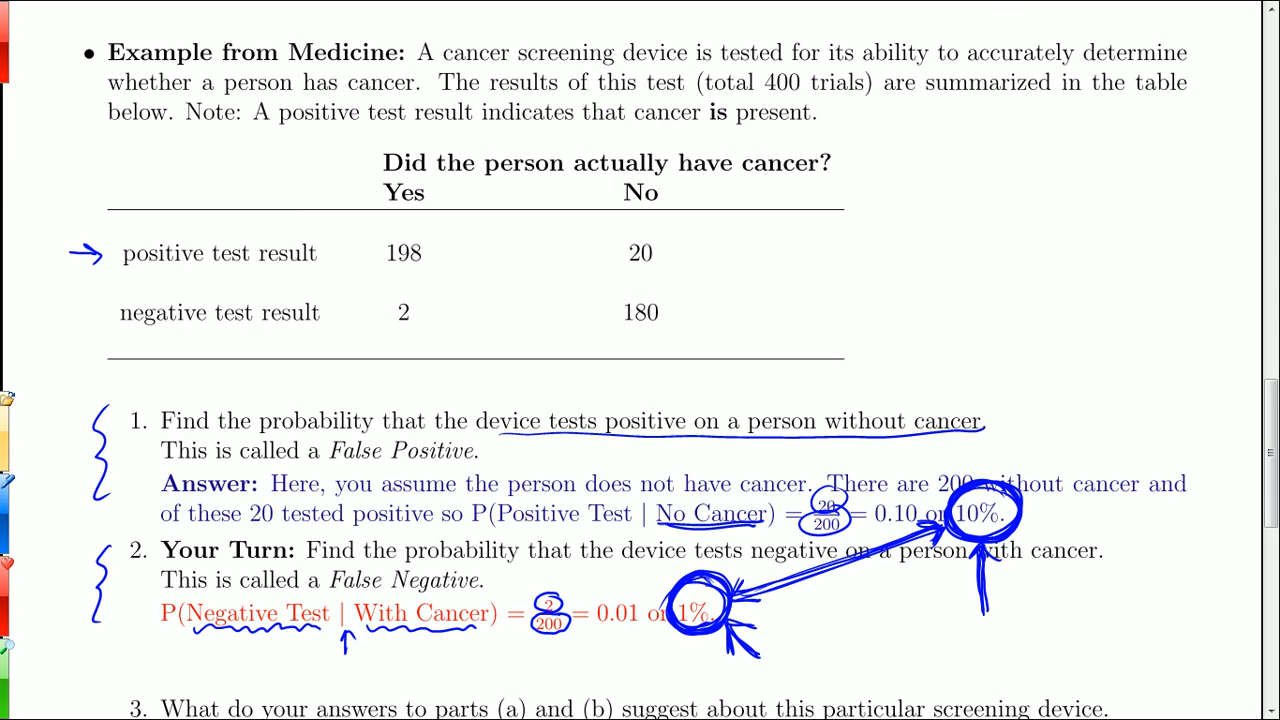 • Example from Medicine: A cancer screening device is tested for its ability to accurately determine
whether a person has cancer. The results of this test (total 400 trials) are summarized in the table
below. Note: A positive test result indicates that cancer is present.
Did the person actually have cancer?
Yes No
positive test result 198 20
negative test result 2 180
1. Find the probability that the device tests positive on a person without cancer.
This is called a False Positive.
Answer: Here, you assume the person does not have cancer. There are 200 without cancer and
of these 20 tested positive so P(Positive Test | No Cancer) = 20/200 = 0.10 or 10%.
2. Your Turn: Find the probability that the device tests negative on a person with cancer.
This is called a False Negative.
P(Negative Test | With Cancer) = 2/200 = 0.01 or 1%.
3. What do your answers to parts (a) and (b) suggest about this particular screening device.